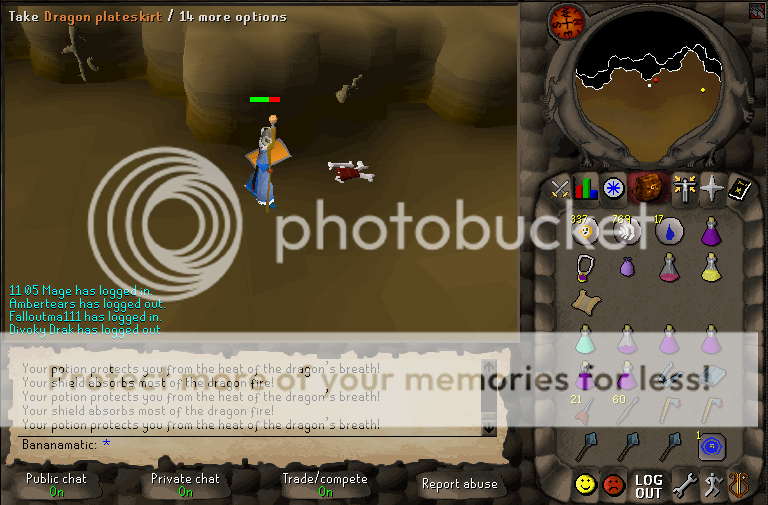 Take Dragon plateskirt / 14 more options
337 769 17
photobucket
11 05 Mage has logged in.
Ambertears has logged out.
Falloutma111 has logged in.
Divoky Drak has logged out.
Protect more of your memories for less!
Your potion protects you from the heat of the dragon's breath!
Your shield absorbs most of the dragon fire!
Your potion protects you from the heat of the dragon's breath!
Your shield absorbs most of the dragon fire!
Your potion protects you from the heat of the dragon's breath!
21 60
Bananamatic: *
1
Public chat
On
Private chat
On
Trade/compete
On
Report abuse
LOG
OUT